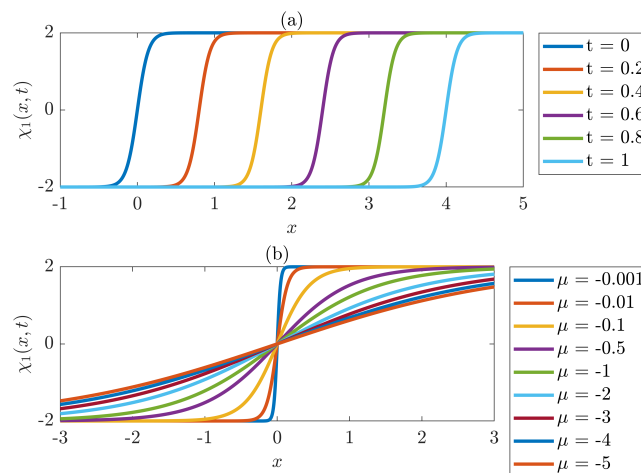 (a)
2
0
-2
χ₁(x, t)
-1 0 1 2 3 4 5
x
t = 0
t = 0.2
t = 0.4
t = 0.6
t = 0.8
t = 1
(b)
2
0
-2
χ₁(x, t)
-3 -2 -1 0 1 2 3
x
μ = -0.001
μ = -0.01
μ = -0.1
μ = -0.5
μ = -1
μ = -2
μ = -3
μ = -4
μ = -5